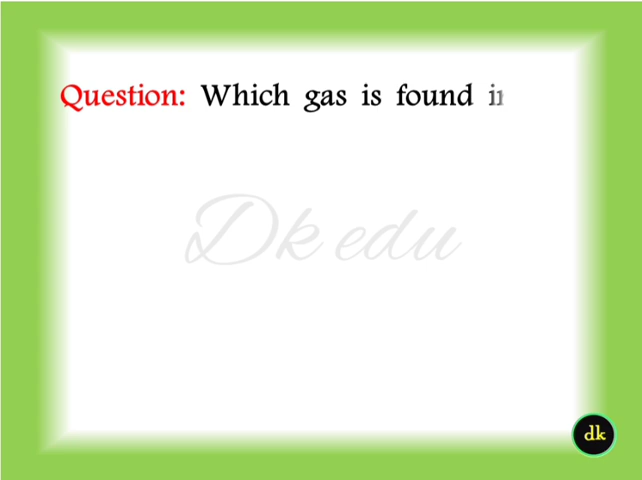 Question: Which gas is found
Dk edu
dk